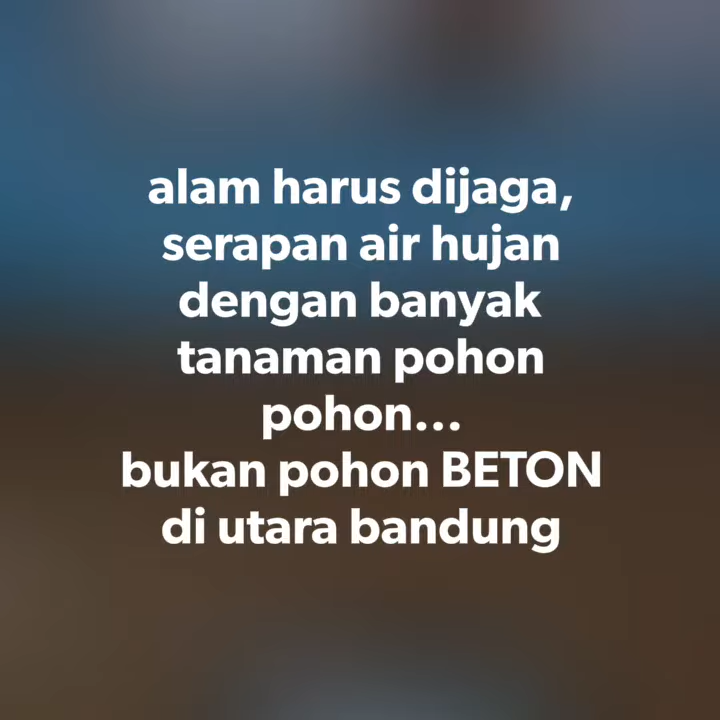 alam harus dijaga,
serapan air hujan
dengan banyak
tanaman pohon
pohon...
bukan pohon BETON
di utara bandung